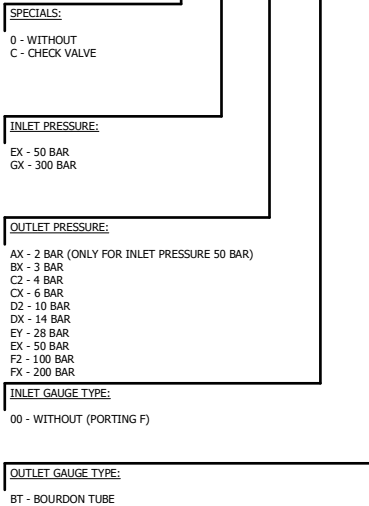 SPECIALS:
0 - WITHOUT
C - CHECK VALVE
INLET PRESSURE:
EX - 50 BAR
GX - 300 BAR
OUTLET PRESSURE:
AX - 2 BAR (ONLY FOR INLET PRESSURE 50 BAR)
BX - 3 BAR
C2 - 4 BAR
CX - 6 BAR
D2 - 10 BAR
DX - 14 BAR
EY - 28 BAR
EX - 50 BAR
F2 - 100 BAR
FX - 200 BAR
INLET GAUGE TYPE:
00 - WITHOUT (PORTING F)
OUTLET GAUGE TYPE:
BT - BOURDON TUBE